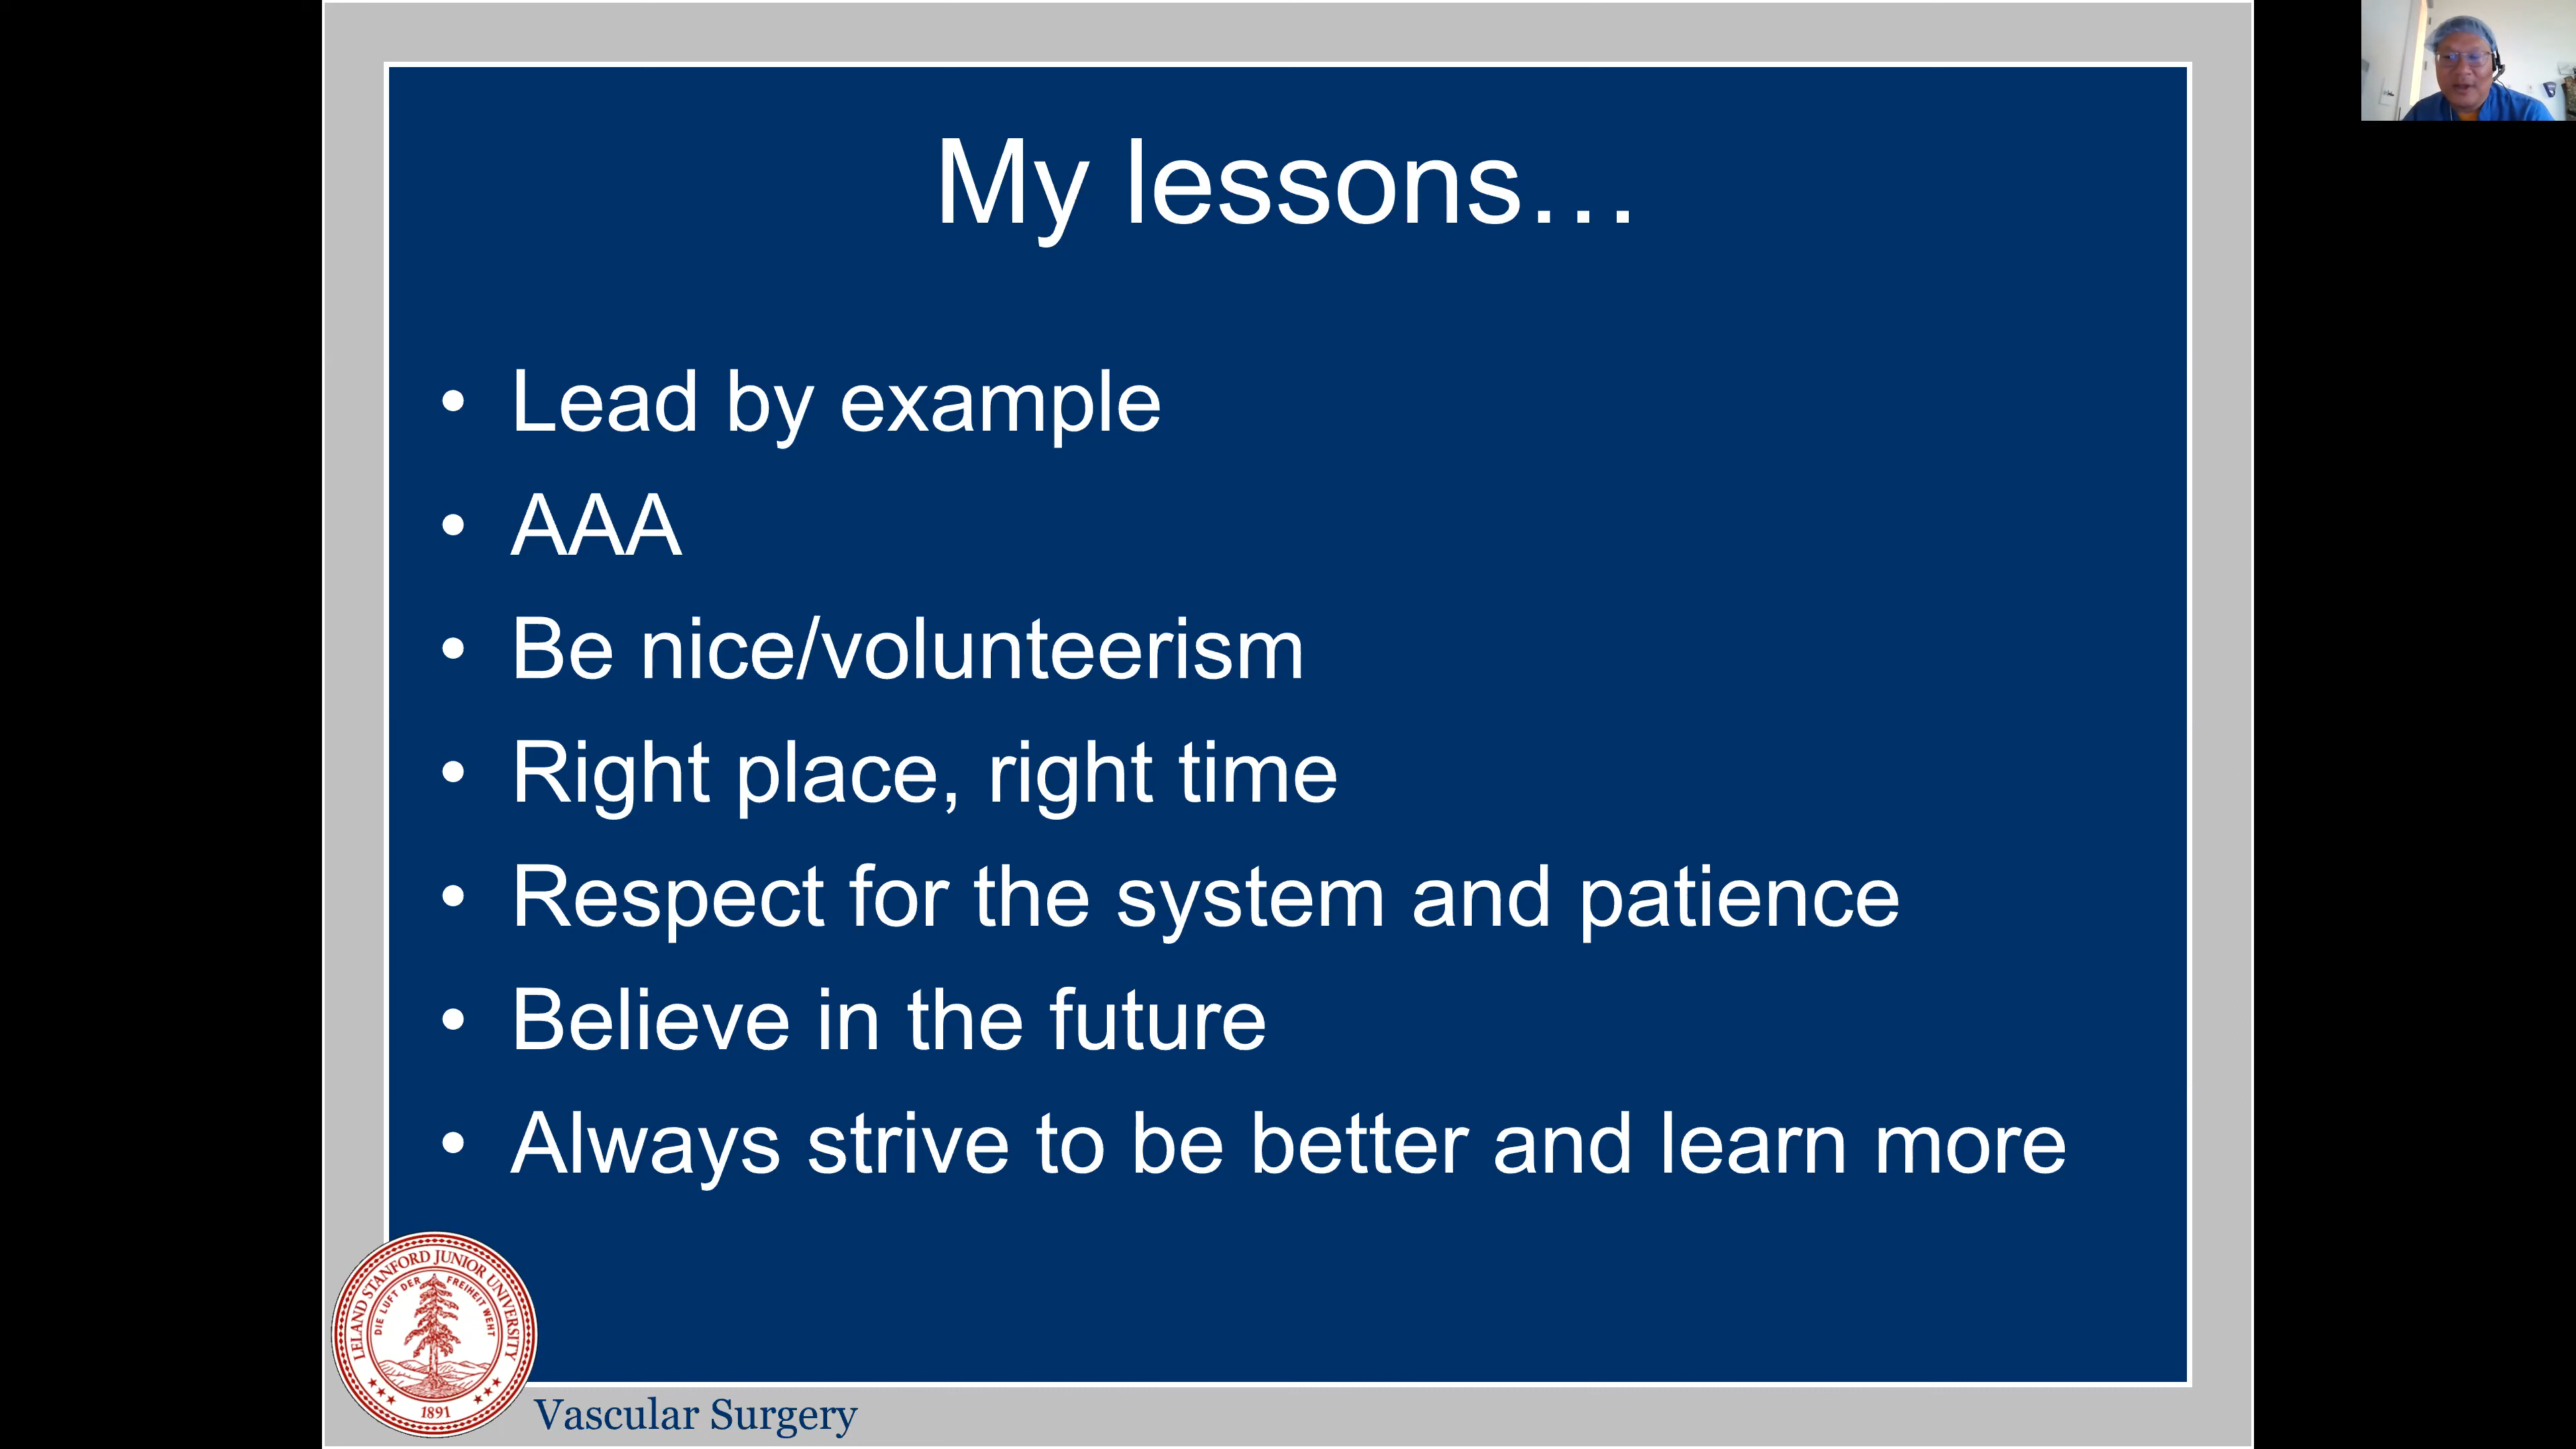 My lessons…
• Lead by example
• AAA
• Be nice/volunteerism
• Right place, right time
• Respect for the system and patience
• Believe in the future
• Always strive to be better and learn more
LELAND STANFORD JUNIOR UNIVERSITY
DIE LUFT DER FREIHEIT WEHT
1891
Vascular Surgery